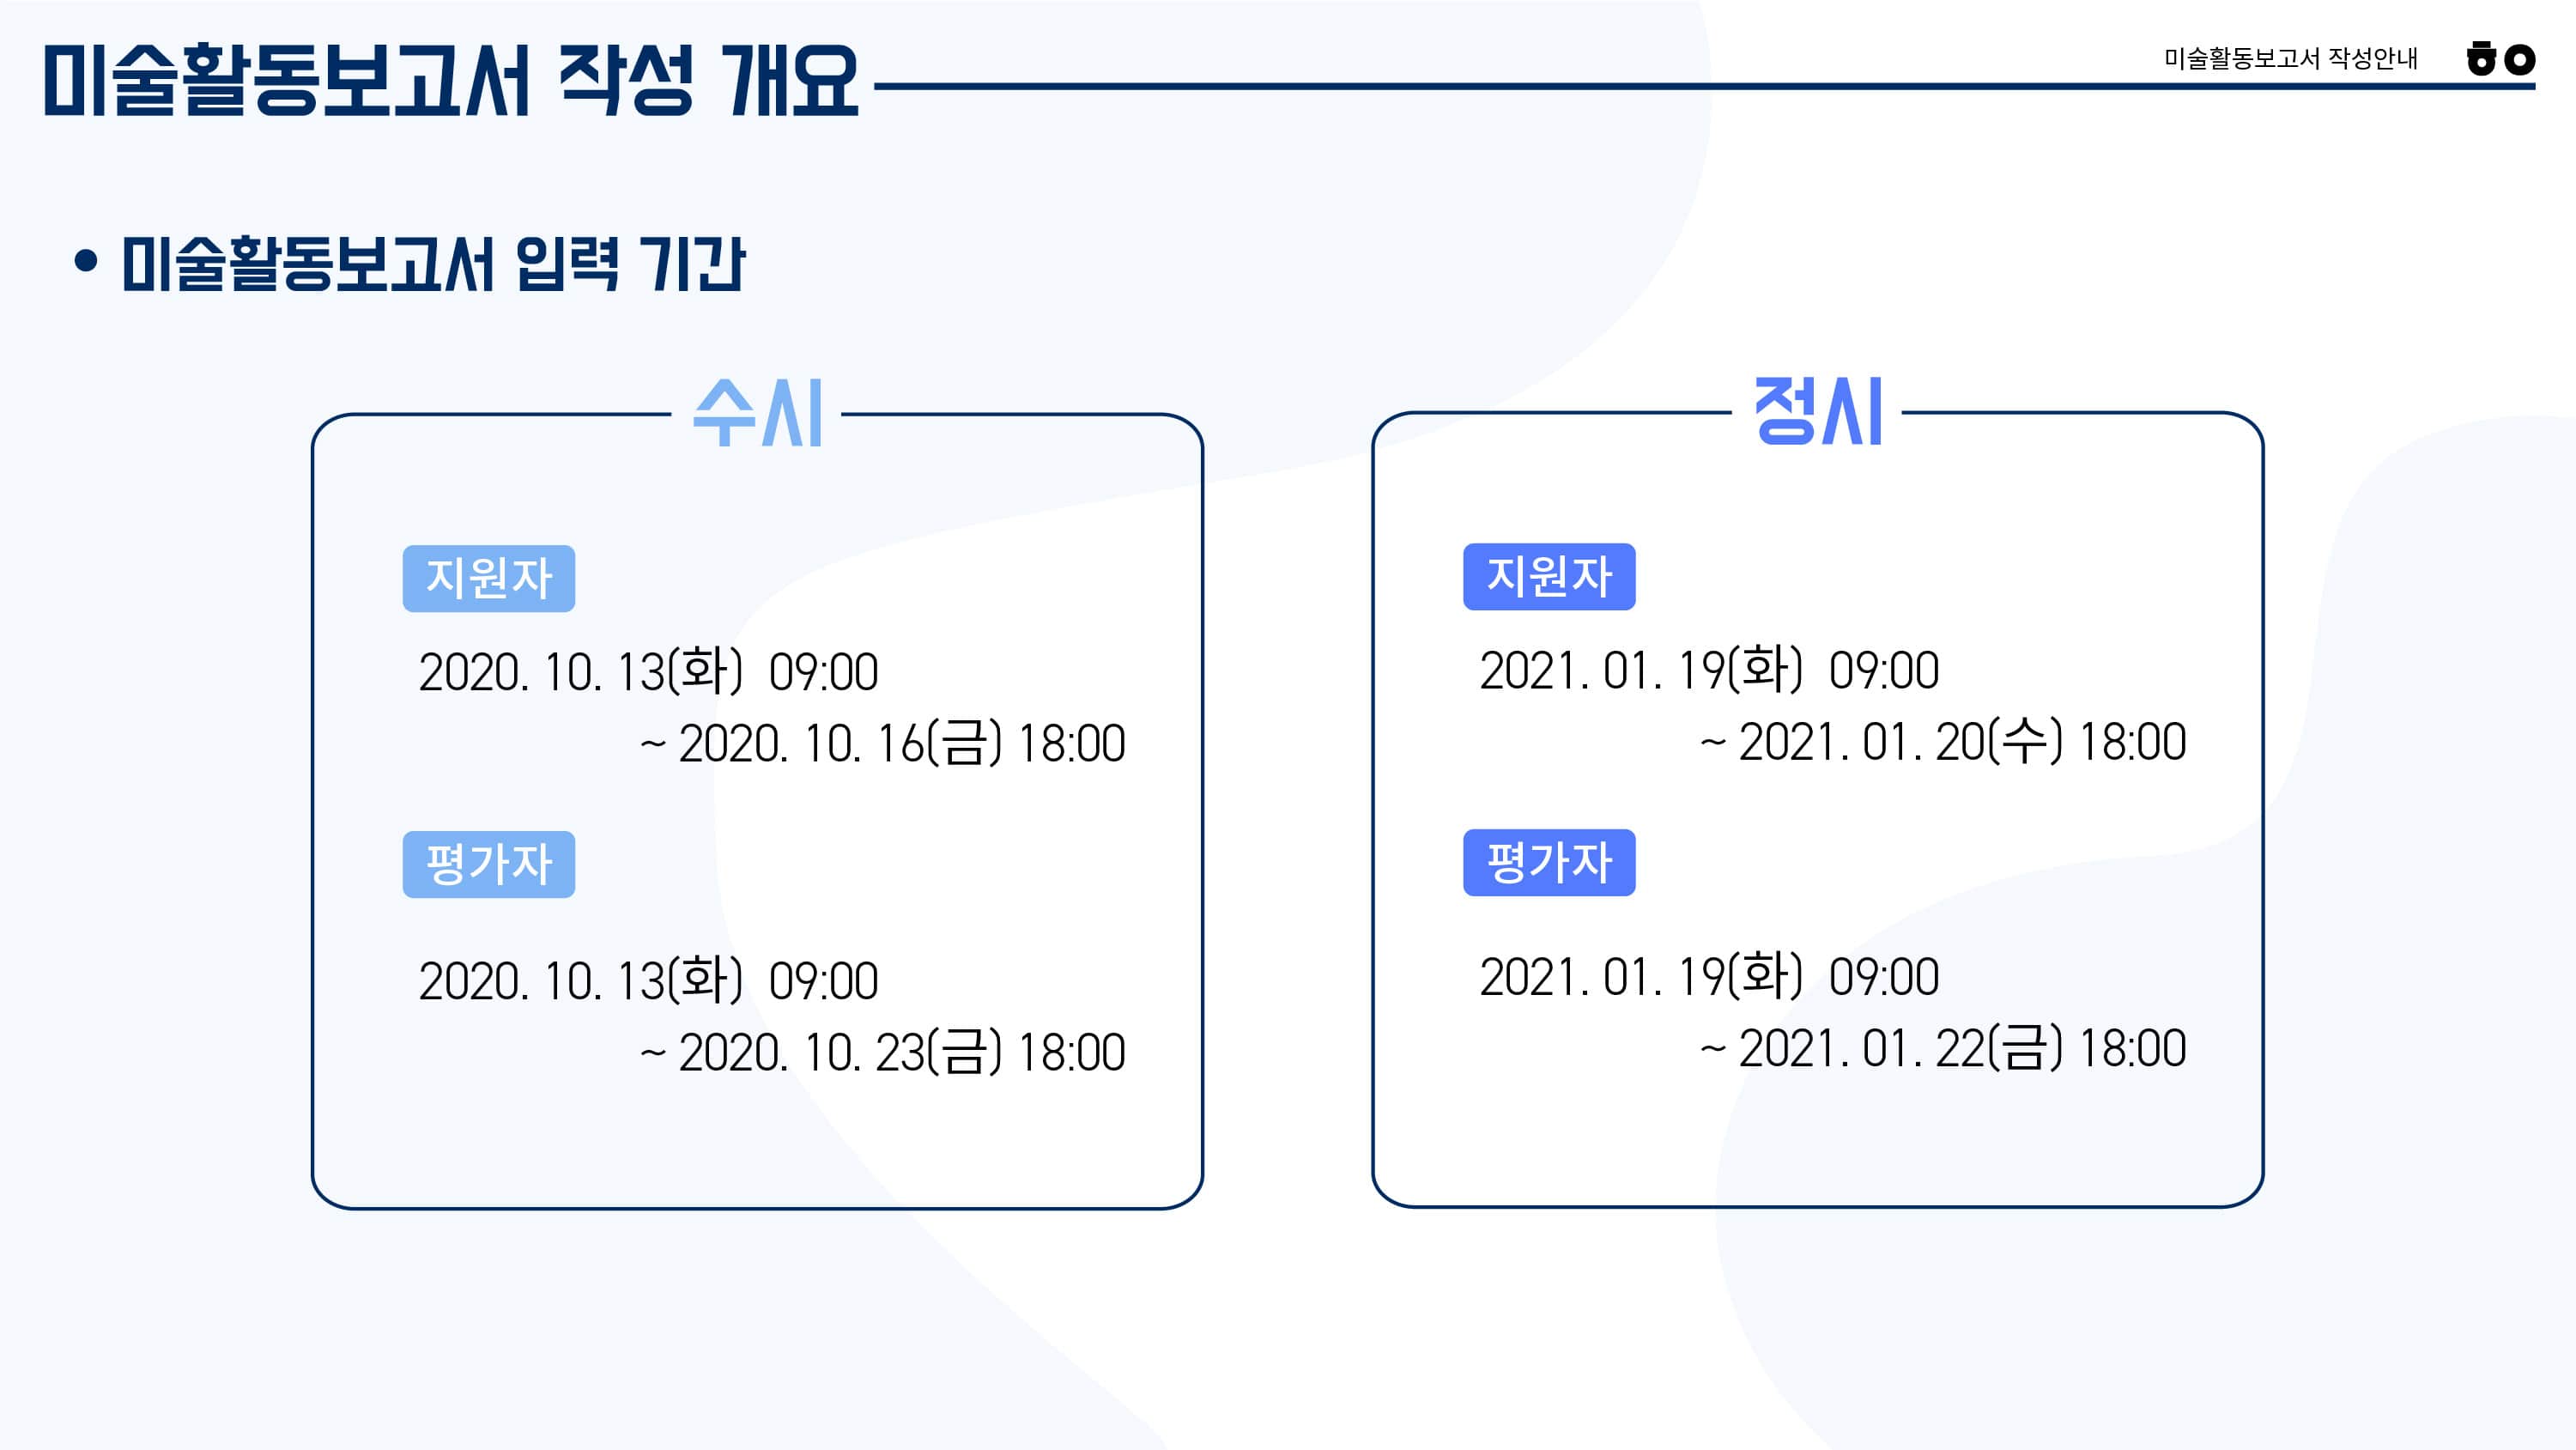 미술활동보고서 작성 개요
미술활동보고서 작성안내
ㅎㅇ
• 미술활동보고서 입력 기간
수시
지원자
2020. 10. 13(화) 09:00
~ 2020. 10. 16(금) 18:00
평가자
2020. 10. 13(화) 09:00
~ 2020. 10. 23(금) 18:00
정시
지원자
2021. 01. 19(화) 09:00
~ 2021. 01. 20(수) 18:00
평가자
2021. 01. 19(화) 09:00
~ 2021. 01. 22(금) 18:00